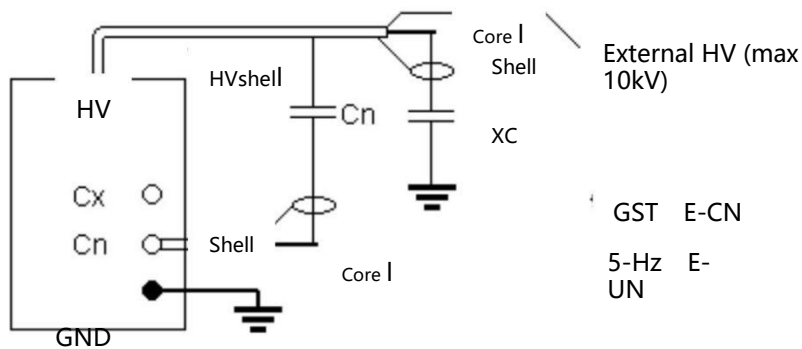 Core l
HVshell
Shell
External HV (max
10kV)
HV
Cn
XC
Cx
GST E-CN
Cn
Shell
5-Hz E-
UN
Core l
GND